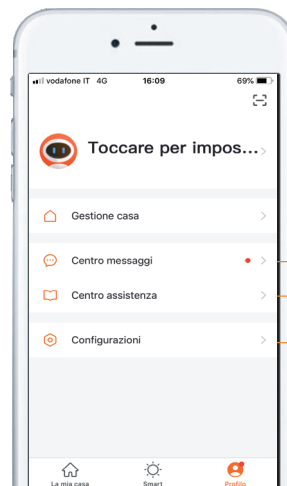 vodafone IT 4G 16:09 69%
Toccare per impos...
Gestione casa
Centro messaggi
Centro assistenza
Configurazioni
La mia casa Smart Profilo